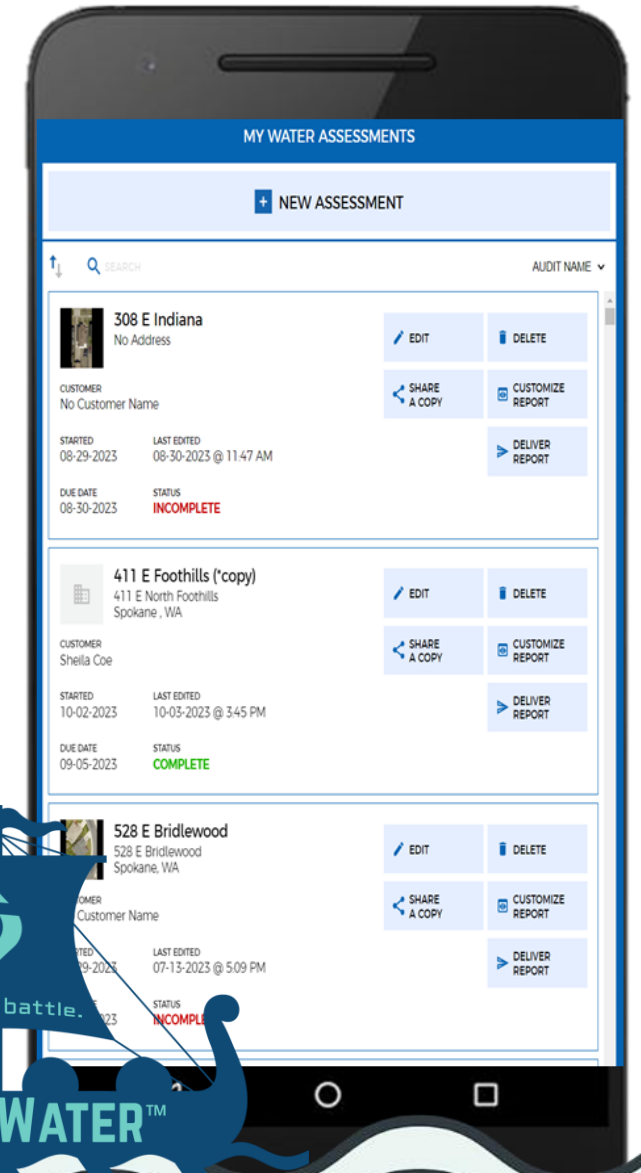 MY WATER ASSESSMENTS
+ NEW ASSESSMENT
SEARCH
AUDIT NAME
308 E Indiana
No Address
EDIT
DELETE
CUSTOMER
No Customer Name
SHARE
A COPY
CUSTOMIZE
REPORT
STARTED
08-29-2023
LAST EDITED
08-30-2023 @ 11:47 AM
DELIVER
REPORT
DUE DATE
08-30-2023
STATUS
INCOMPLETE
411 E Foothills (*copy)
411 E North Foothills
Spokane , WA
EDIT
DELETE
CUSTOMER
Sheila Coe
SHARE
A COPY
CUSTOMIZE
REPORT
STARTED
10-02-2023
LAST EDITED
10-03-2023 @ 3:45 PM
DELIVER
REPORT
DUE DATE
09-05-2023
STATUS
COMPLETE
528 E Bridlewood
528 E Bridlewood
Spokane, WA
EDIT
DELETE
Customer Name
SHARE
A COPY
CUSTOMIZE
REPORT
LAST EDITED
07-13-2023 @ 5:09 PM
DELIVER
REPORT
STATUS
battle.
WATER™